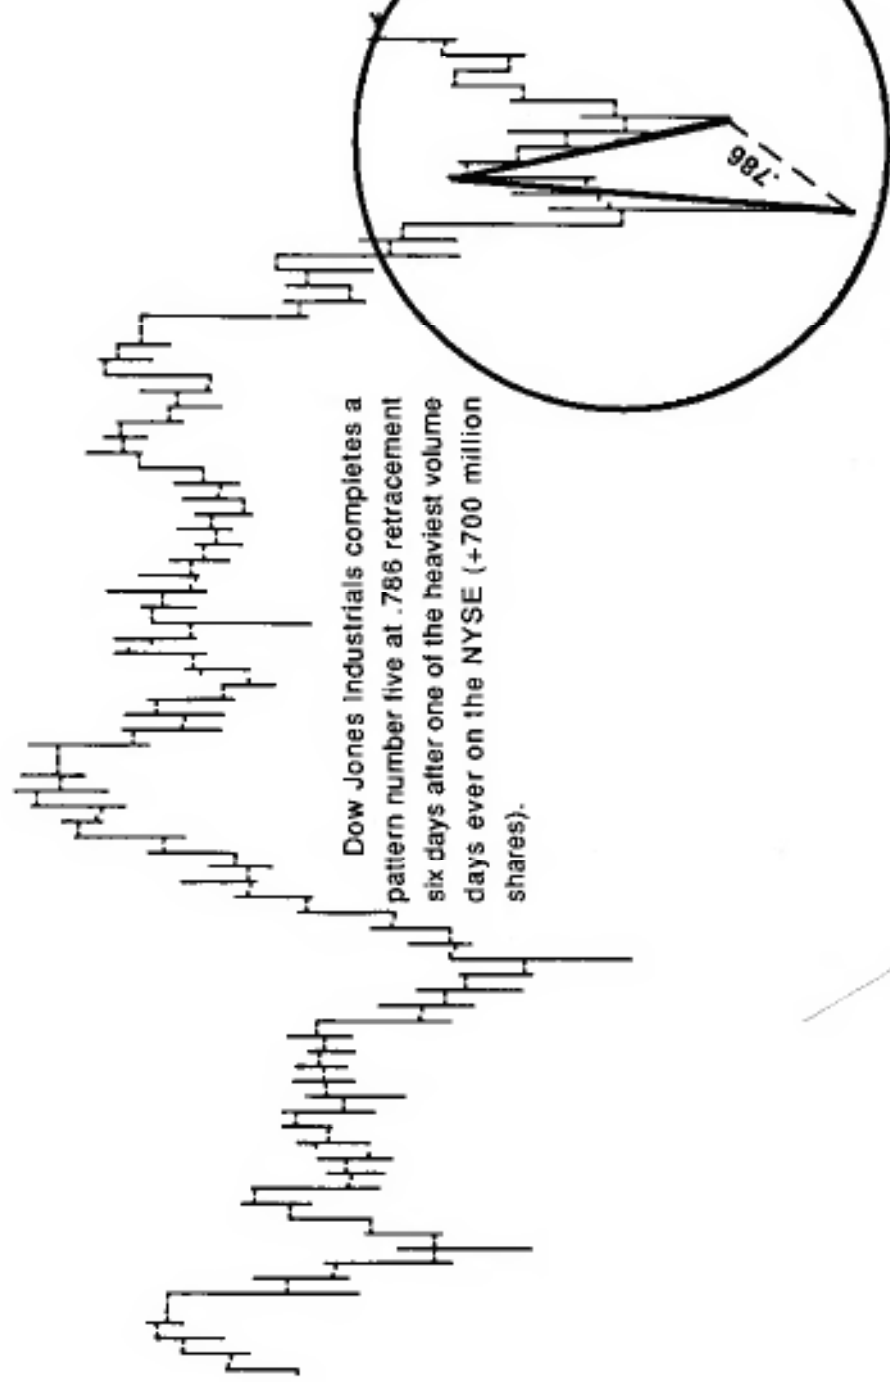 Dow Jones Industrials completes a
pattern number five at .786 retracement
six days after one of the heaviest volume
days ever on the NYSE (+700 million
shares).
.786